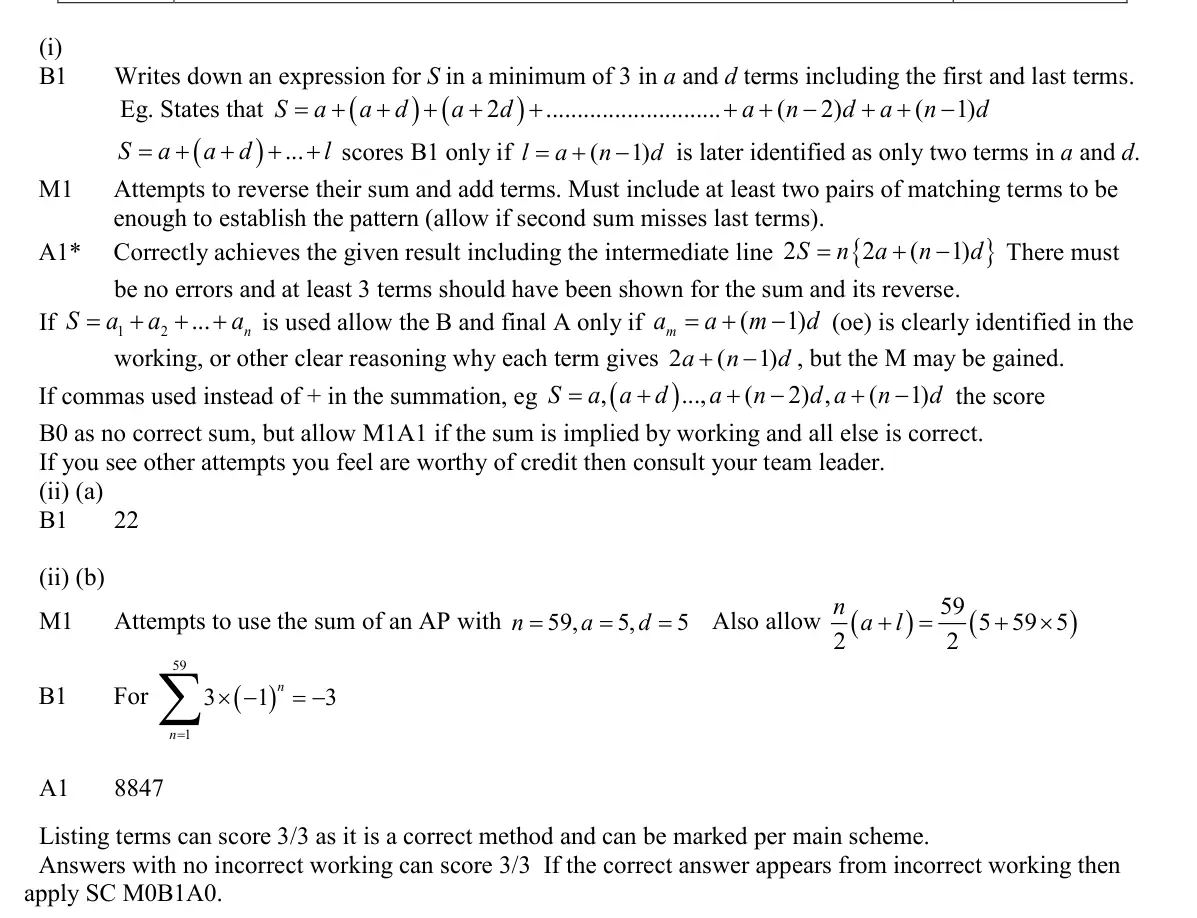 (i)
B1 Writes down an expression for S in a minimum of 3 in a and d terms including the first and last terms.
Eg. States that S = a + (a + d) + (a + 2d) + ............................ + a + (n − 2)d + a + (n − 1)d
S = a + (a + d) + ... + l scores B1 only if l = a + (n − 1)d is later identified as only two terms in a and d.
M1 Attempts to reverse their sum and add terms. Must include at least two pairs of matching terms to be
enough to establish the pattern (allow if second sum misses last terms).
A1* Correctly achieves the given result including the intermediate line 2S = n{2a + (n − 1)d} There must
be no errors and at least 3 terms should have been shown for the sum and its reverse.
If S = a₁ + a₂ + ... + aₙ is used allow the B and final A only if aₘ = a + (m − 1)d (oe) is clearly identified in the
working, or other clear reasoning why each term gives 2a + (n − 1)d , but the M may be gained.
If commas used instead of + in the summation, eg S = a, (a + d)..., a + (n − 2)d, a + (n − 1)d the score
B0 as no correct sum, but allow M1A1 if the sum is implied by working and all else is correct.
If you see other attempts you feel are worthy of credit then consult your team leader.
(ii) (a)
B1 22
(ii) (b)
M1 Attempts to use the sum of an AP with n = 59, a = 5, d = 5 Also allow n/2 (a + l) = 59/2 (5 + 59 × 5)
B1 For ∑_{n=1}^{59} 3 × (−1)ⁿ = −3
A1 8847
Listing terms can score 3/3 as it is a correct method and can be marked per main scheme.
Answers with no incorrect working can score 3/3 If the correct answer appears from incorrect working then
apply SC M0B1A0.